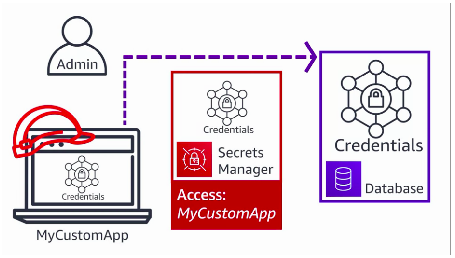 Admin
Credentials
MyCustomApp
Credentials
Secrets
Manager
Access:
MyCustomApp
Credentials
Database